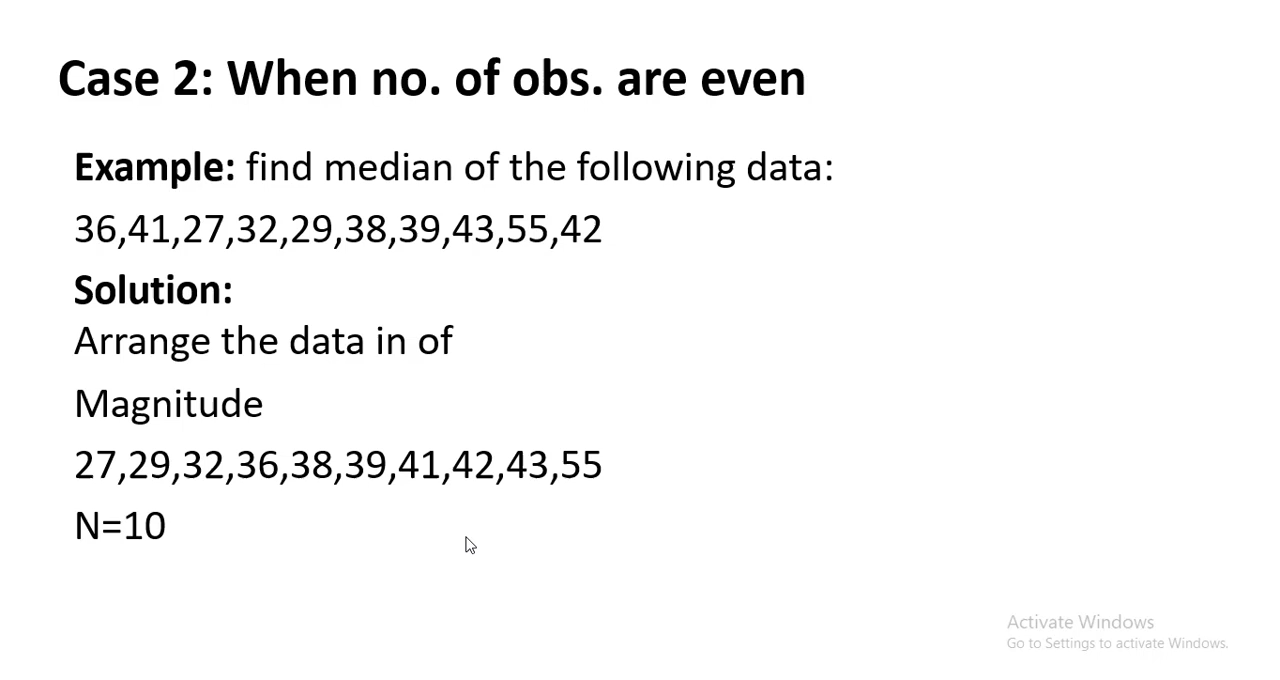 Case 2: When no. of obs. are even
Example: find median of the following data:
36,41,27,32,29,38,39,43,55,42
Solution:
Arrange the data in of
Magnitude
27,29,32,36,38,39,41,42,43,55
N=10
Activate Windows
Go to Settings to activate Windows.